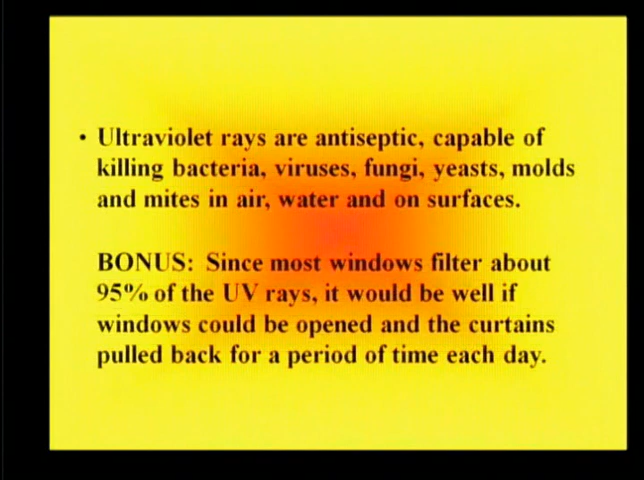 • Ultraviolet rays are antiseptic, capable of
killing bacteria, viruses, fungi, yeasts, molds
and mites in air, water and on surfaces.
BONUS: Since most windows filter about
95% of the UV rays, it would be well if
windows could be opened and the curtains
pulled back for a period of time each day.